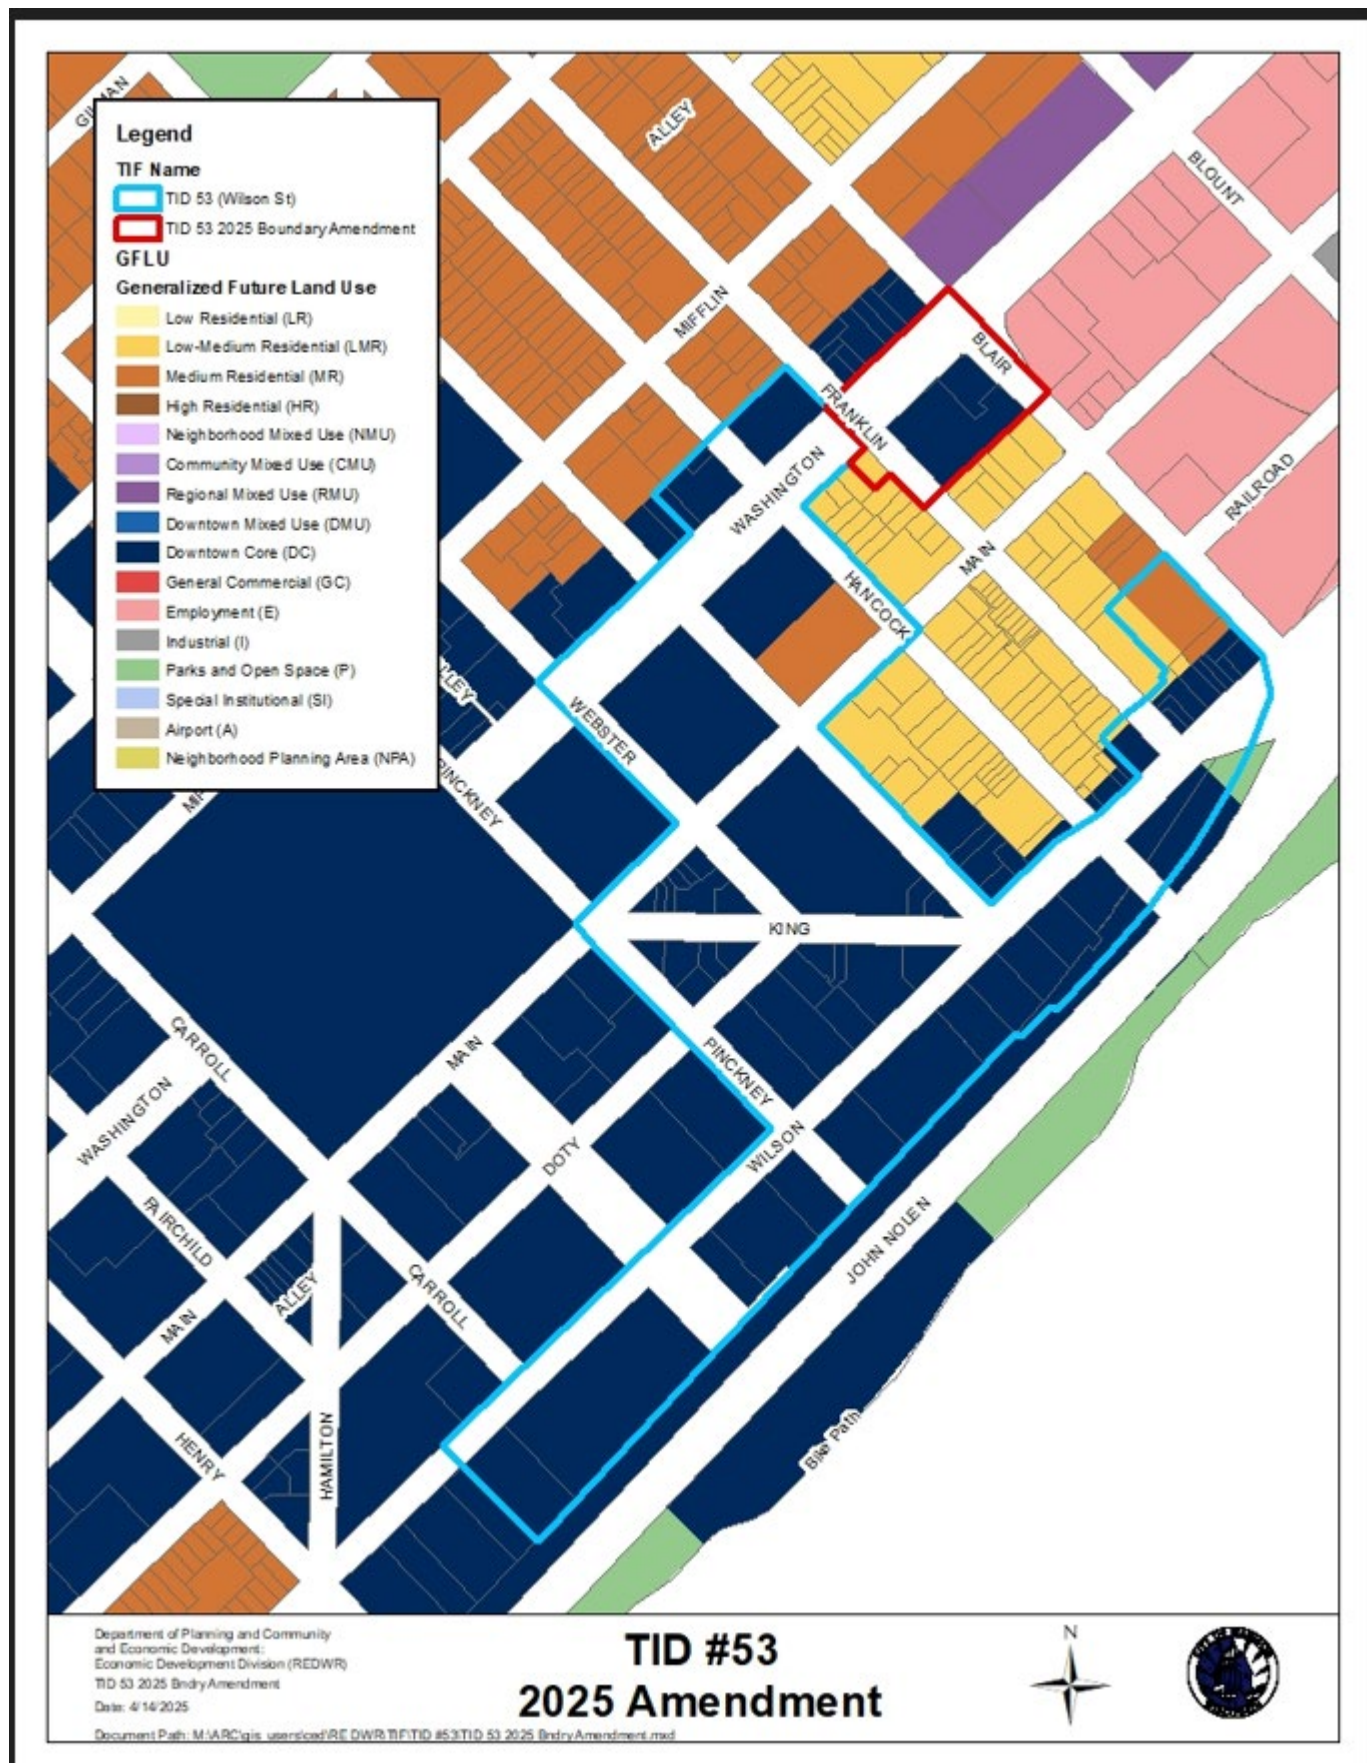 GILMAN
ALLEY
BLOUNT
Legend
TIF Name
TID 53 (Wilson St)
TID 53 2025 Boundary Amendment
GFLU
Generalized Future Land Use
Low Residential (LR)
Low-Medium Residential (LMR)
Medium Residential (MR)
High Residential (HR)
Neighborhood Mixed Use (NMU)
Community Mixed Use (CMU)
Regional Mixed Use (RMU)
Downtown Mixed Use (DMU)
Downtown Core (DC)
General Commercial (GC)
Employment (E)
Industrial (I)
Parks and Open Space (P)
Special Institutional (SI)
Airport (A)
Neighborhood Planning Area (NPA)
MIFFLIN
BLAIR
FRANKLIN
WASHINGTON
RAILROAD
MAIN
HANCOCK
WEBSTER
PINCKNEY
KING
CARROLL
MAIN
PINCKNEY
WASHINGTON
DOTY
WILSON
FAIRCHILD
JOHN NOLEN
ALLEY
CARROLL
MAIN
HENRY
HAMILTON
Bike Path
Department of Planning and Community
and Economic Development:
Economic Development Division (REDWR)
TID 53 2025 Bndry Amendment
Date: 4/14/2025
TID #53
2025 Amendment
N